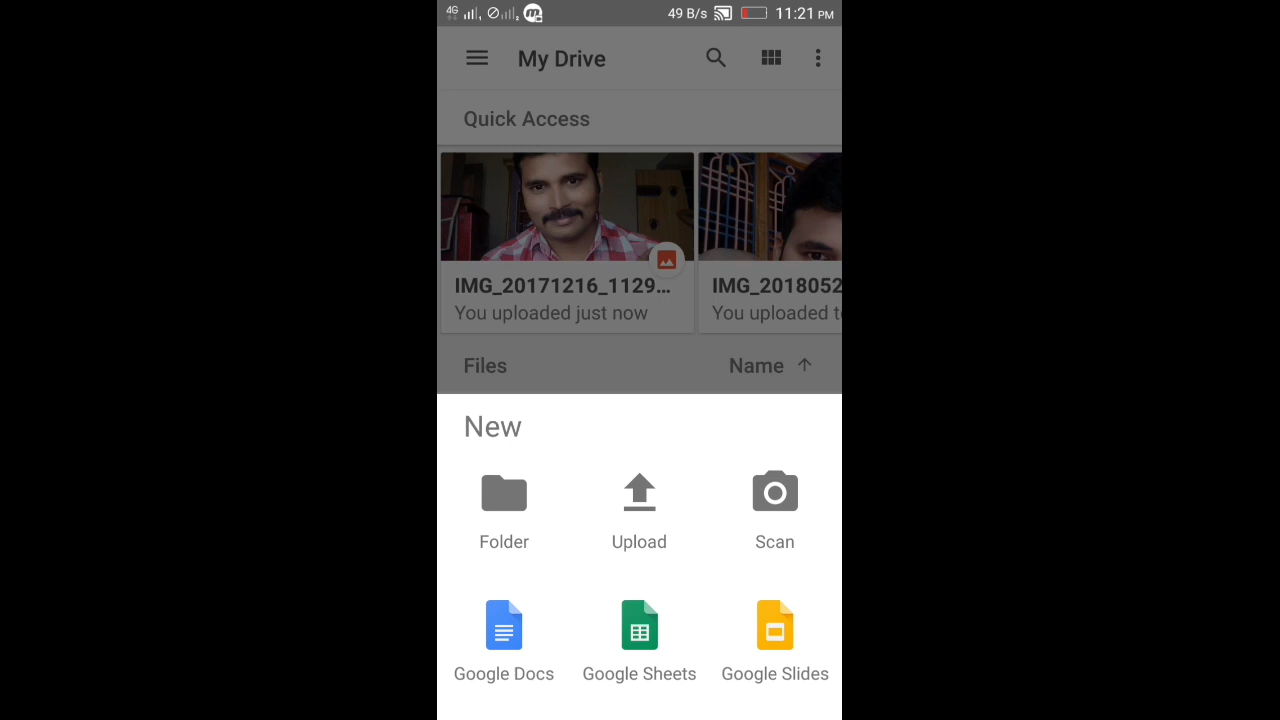 4G 2 49 B/s 11:21 PM
My Drive
Quick Access
IMG_20171216_1129... IMG_2018052
You uploaded just now You uploaded t
Files Name
New
Folder Upload Scan
Google Docs Google Sheets Google Slides